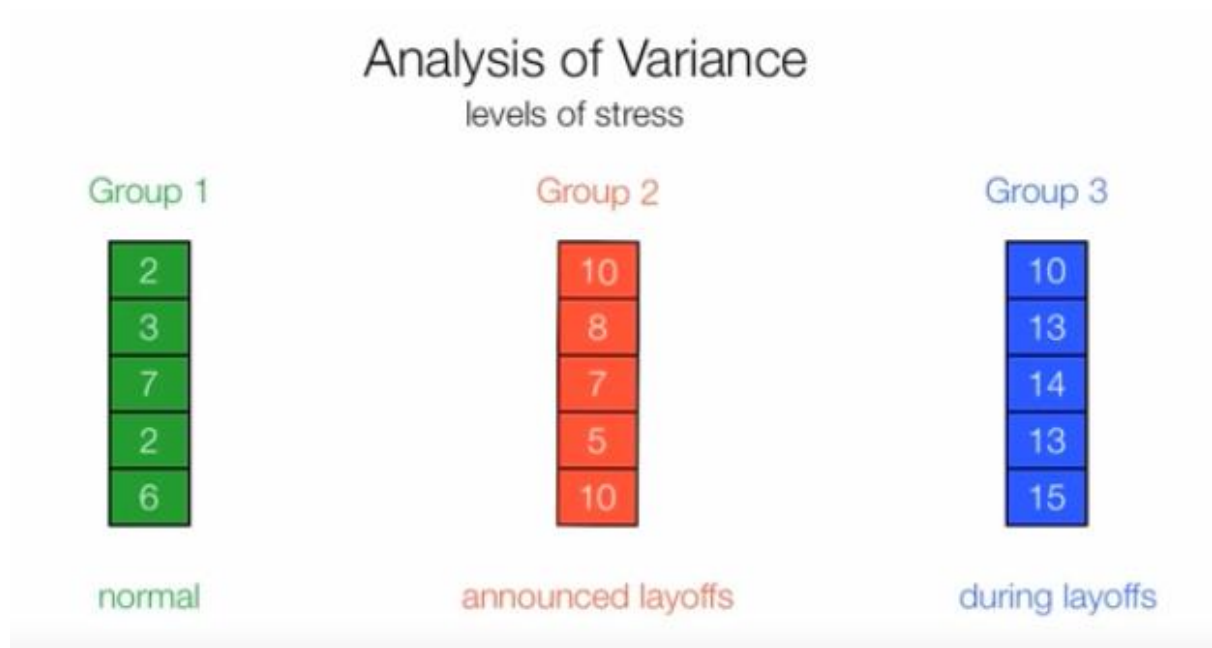 Analysis of Variance
levels of stress
Group 1 Group 2 Group 3
2 10 10
3 8 13
7 7 14
2 5 13
6 10 15
normal announced layoffs during layoffs